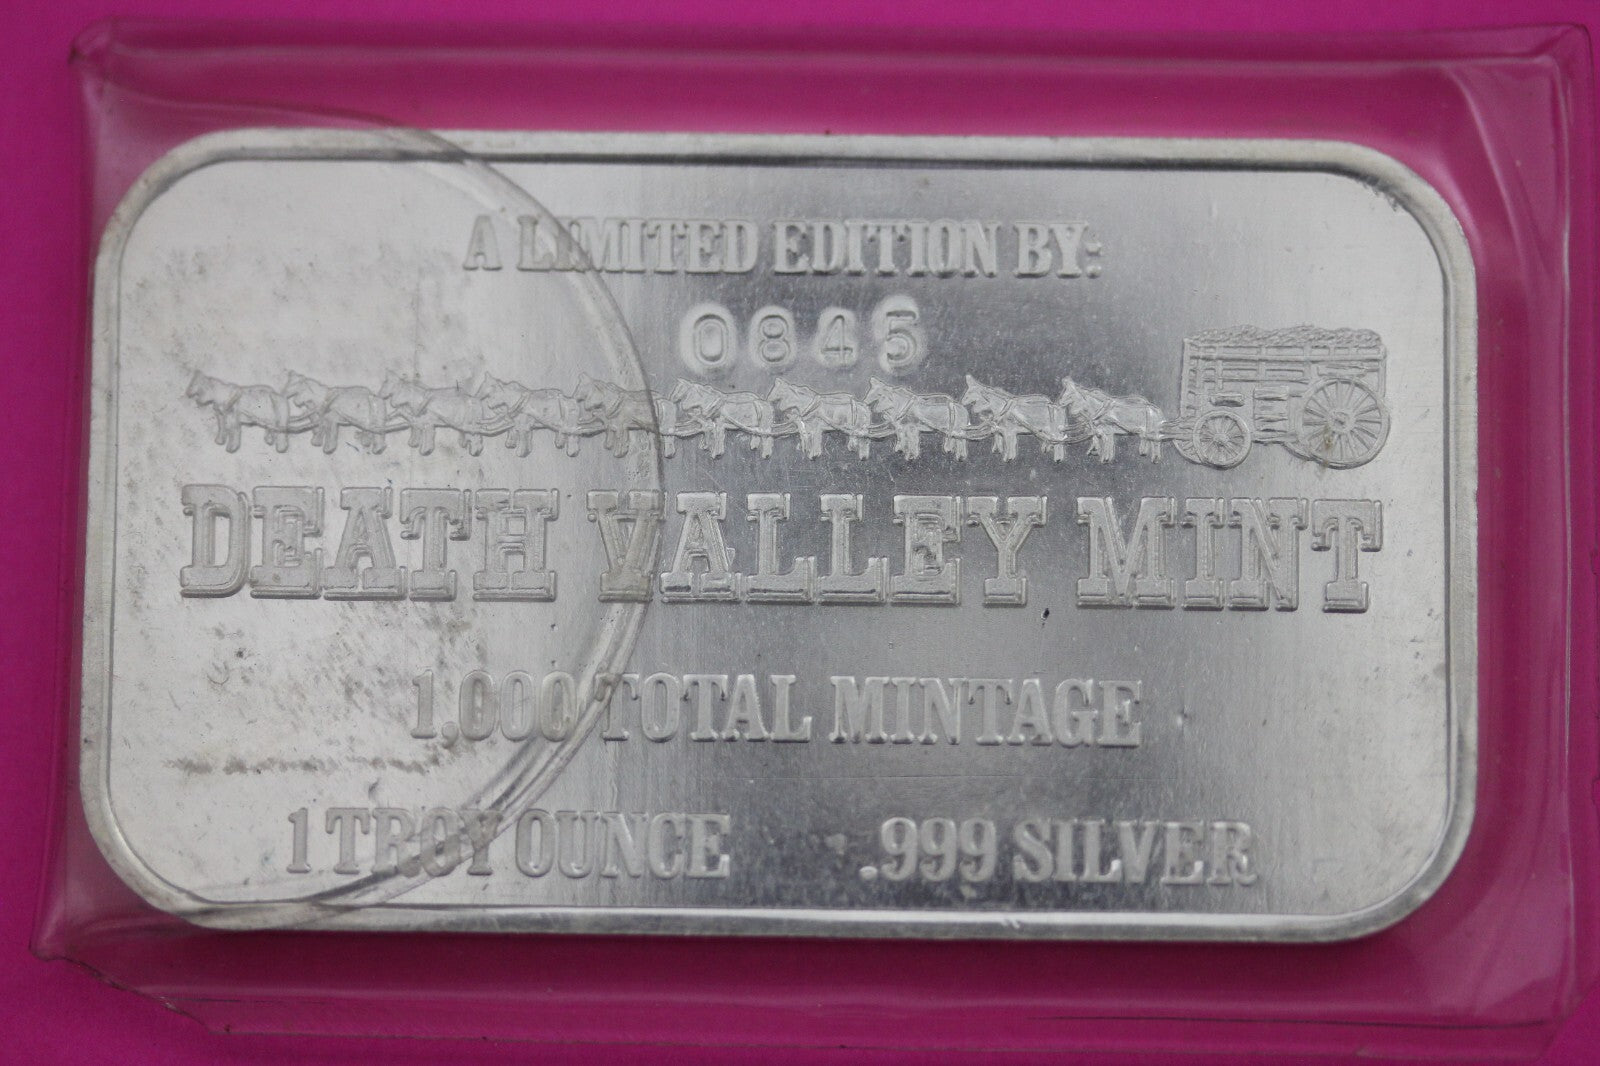 A LIMITED EDITION BY:
0845
DEATH VALLEY MINT
1,000 TOTAL MINTAGE
1 TROY OUNCE .999 SILVER